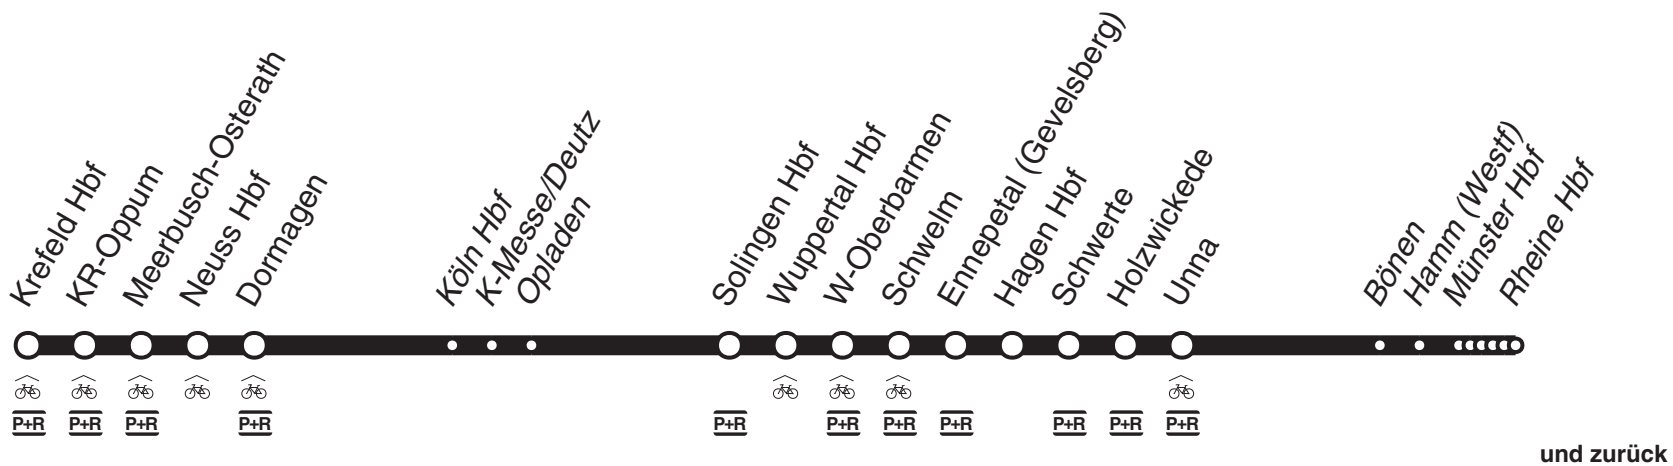 Krefeld Hbf
KR-Oppum
Meerbusch-Osterath
Neuss Hbf
Dormagen
Köln Hbf
K-Messe/Deutz
Opladen
Solingen Hbf
Wuppertal Hbf
W-Oberbarmen
Schwelm
Ennepetal (Gevelsberg)
Hagen Hbf
Schwerte
Holzwickede
Unna
Bönen
Hamm (Westf)
Münster Hbf
Rheine Hbf
P+R P+R P+R P+R P+R P+R P+R P+R P+R P+R P+R
und zurück